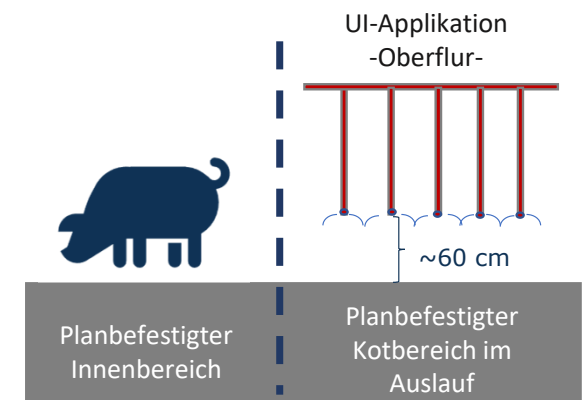 UI-Applikation
-Oberflur-
~60 cm
Planbefestigter
Innenbereich
Planbefestigter
Kotbereich im
Auslauf